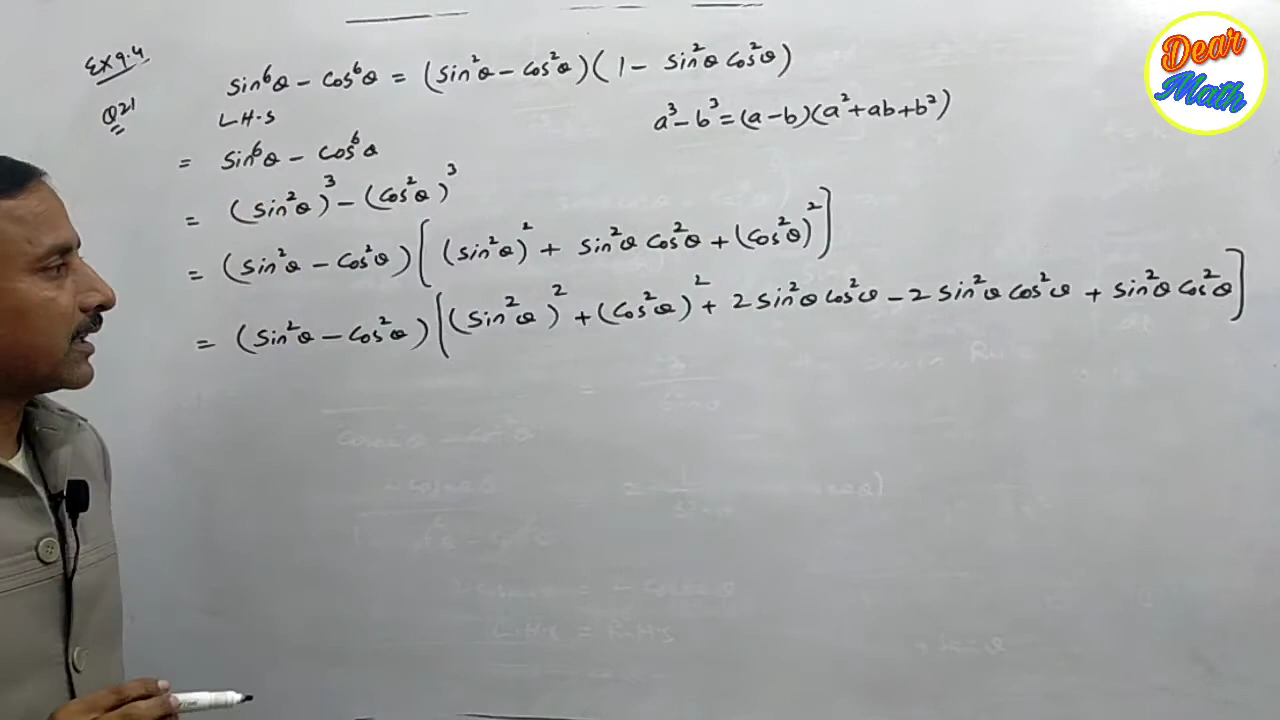 Ex 9.4
Q21
Sin⁶θ − Cos⁶θ = (Sin²θ − Cos²θ)(1 − Sin²θ Cos²θ)
L.H.S
a³ − b³ = (a−b)(a² + ab + b²)
= Sin⁶θ − Cos⁶θ
= (Sin²θ)³ − (Cos²θ)³
= (Sin²θ − Cos²θ)[(Sin²θ)² + Sin²θ Cos²θ + (Cos²θ)²]
= (Sin²θ − Cos²θ)[(Sin²θ)² + (Cos²θ)² + 2 Sin²θ Cos²θ − 2 Sin²θ Cos²θ + Sin²θ Cos²θ]
L.H.S = R.H.S
Dear
Math